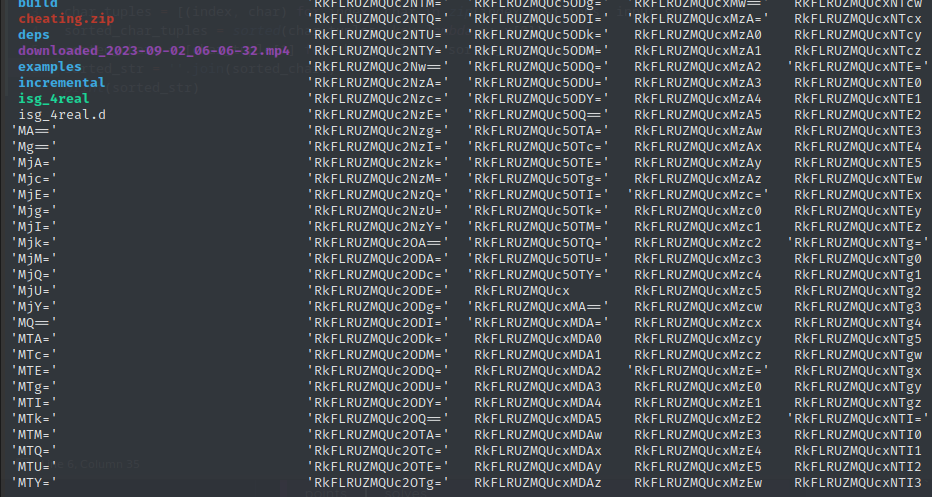 build 'RkFLRUZMQUc2NTM=' 'RkFLRUZMQUc5ODg=' 'RkFLRUZMQUcxMw==' RkFLRUZMQUcxNTcw
cheating.zip 'RkFLRUZMQUc2NTQ=' 'RkFLRUZMQUc5ODI=' 'RkFLRUZMQUcxMzA=' RkFLRUZMQUcxNTcx
deps 'RkFLRUZMQUc2NTU=' 'RkFLRUZMQUc5ODk=' RkFLRUZMQUcxMzA0 RkFLRUZMQUcxNTcy
downloaded_2023-09-02_06-06-32.mp4 'RkFLRUZMQUc2NTY=' 'RkFLRUZMQUc5ODM=' RkFLRUZMQUcxMzA1 RkFLRUZMQUcxNTcz
examples 'RkFLRUZMQUc2Nw==' 'RkFLRUZMQUc5ODQ=' RkFLRUZMQUcxMzA2 'RkFLRUZMQUcxNTE='
incremental 'RkFLRUZMQUc2NzA=' 'RkFLRUZMQUc5ODU=' RkFLRUZMQUcxMzA3 RkFLRUZMQUcxNTE0
isg_4real 'RkFLRUZMQUc2Nzc=' 'RkFLRUZMQUc5ODY=' RkFLRUZMQUcxMzA4 RkFLRUZMQUcxNTE1
isg_4real.d 'RkFLRUZMQUc2NzE=' 'RkFLRUZMQUc5OQ==' RkFLRUZMQUcxMzA5 RkFLRUZMQUcxNTE2
'MA==' 'RkFLRUZMQUc2Nzg=' 'RkFLRUZMQUc5OTA=' RkFLRUZMQUcxMzAw RkFLRUZMQUcxNTE3
'Mg==' 'RkFLRUZMQUc2NzI=' 'RkFLRUZMQUc5OTc=' RkFLRUZMQUcxMzAx RkFLRUZMQUcxNTE4
'MjA=' 'RkFLRUZMQUc2Nzk=' 'RkFLRUZMQUc5OTE=' RkFLRUZMQUcxMzAy RkFLRUZMQUcxNTE5
'Mjc=' 'RkFLRUZMQUc2NzM=' 'RkFLRUZMQUc5OTg=' RkFLRUZMQUcxMzAz RkFLRUZMQUcxNTEw
'MjE=' 'RkFLRUZMQUc2NzQ=' 'RkFLRUZMQUc5OTI=' 'RkFLRUZMQUcxMzc=' RkFLRUZMQUcxNTEx
'Mjg=' 'RkFLRUZMQUc2NzU=' 'RkFLRUZMQUc5OTk=' RkFLRUZMQUcxMzc0 RkFLRUZMQUcxNTEy
'MjI=' 'RkFLRUZMQUc2NzY=' 'RkFLRUZMQUc5OTM=' RkFLRUZMQUcxMzc1 RkFLRUZMQUcxNTEz
'Mjk=' 'RkFLRUZMQUc2OA==' 'RkFLRUZMQUc5OTQ=' RkFLRUZMQUcxMzc2 'RkFLRUZMQUcxNTg='
'MjM=' 'RkFLRUZMQUc2ODA=' 'RkFLRUZMQUc5OTU=' RkFLRUZMQUcxMzc3 RkFLRUZMQUcxNTg0
'MjQ=' 'RkFLRUZMQUc2ODc=' 'RkFLRUZMQUc5OTY=' RkFLRUZMQUcxMzc4 RkFLRUZMQUcxNTg1
'MjU=' 'RkFLRUZMQUc2ODE=' RkFLRUZMQUcx RkFLRUZMQUcxMzc5 RkFLRUZMQUcxNTg2
'MjY=' 'RkFLRUZMQUc2ODg=' 'RkFLRUZMQUcxMA==' RkFLRUZMQUcxMzcw RkFLRUZMQUcxNTg3
'MQ==' 'RkFLRUZMQUc2ODI=' 'RkFLRUZMQUcxMDA=' RkFLRUZMQUcxMzcx RkFLRUZMQUcxNTg4
'MTA=' 'RkFLRUZMQUc2ODk=' RkFLRUZMQUcxMDA0 RkFLRUZMQUcxMzcy RkFLRUZMQUcxNTg5
'MTc=' 'RkFLRUZMQUc2ODM=' RkFLRUZMQUcxMDA1 RkFLRUZMQUcxMzcz RkFLRUZMQUcxNTgw
'MTE=' 'RkFLRUZMQUc2ODQ=' RkFLRUZMQUcxMDA2 'RkFLRUZMQUcxMzE=' RkFLRUZMQUcxNTgx
'MTg=' 'RkFLRUZMQUc2ODU=' RkFLRUZMQUcxMDA3 RkFLRUZMQUcxMzE0 RkFLRUZMQUcxNTgy
'MTI=' 'RkFLRUZMQUc2ODY=' RkFLRUZMQUcxMDA4 RkFLRUZMQUcxMzE1 RkFLRUZMQUcxNTgz
'MTk=' 'RkFLRUZMQUc2OQ==' RkFLRUZMQUcxMDA5 RkFLRUZMQUcxMzE2 'RkFLRUZMQUcxNTI='
'MTM=' 'RkFLRUZMQUc2OTA=' RkFLRUZMQUcxMDAw RkFLRUZMQUcxMzE3 RkFLRUZMQUcxNTI0
'MTQ=' 'RkFLRUZMQUc2OTc=' RkFLRUZMQUcxMDAx RkFLRUZMQUcxMzE4 RkFLRUZMQUcxNTI1
'MTU=' 'RkFLRUZMQUc2OTE=' RkFLRUZMQUcxMDAy RkFLRUZMQUcxMzE5 RkFLRUZMQUcxNTI2
'MTY=' 'RkFLRUZMQUc2OTg=' RkFLRUZMQUcxMDAz RkFLRUZMQUcxMzEw RkFLRUZMQUcxNTI3